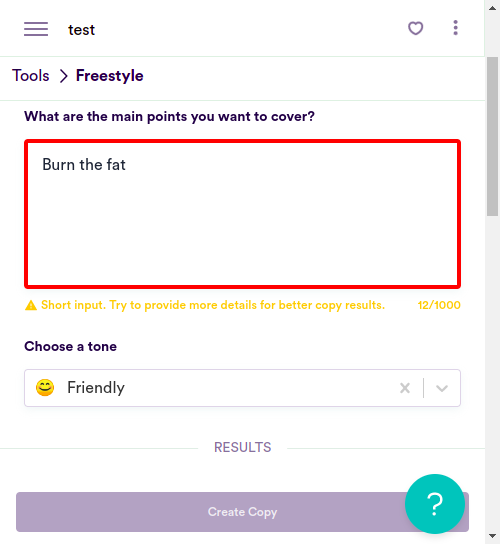 test
Tools > Freestyle
What are the main points you want to cover?
Burn the fat
Short input. Try to provide more details for better copy results. 12/1000
Choose a tone
😊 Friendly
RESULTS
Create Copy
?